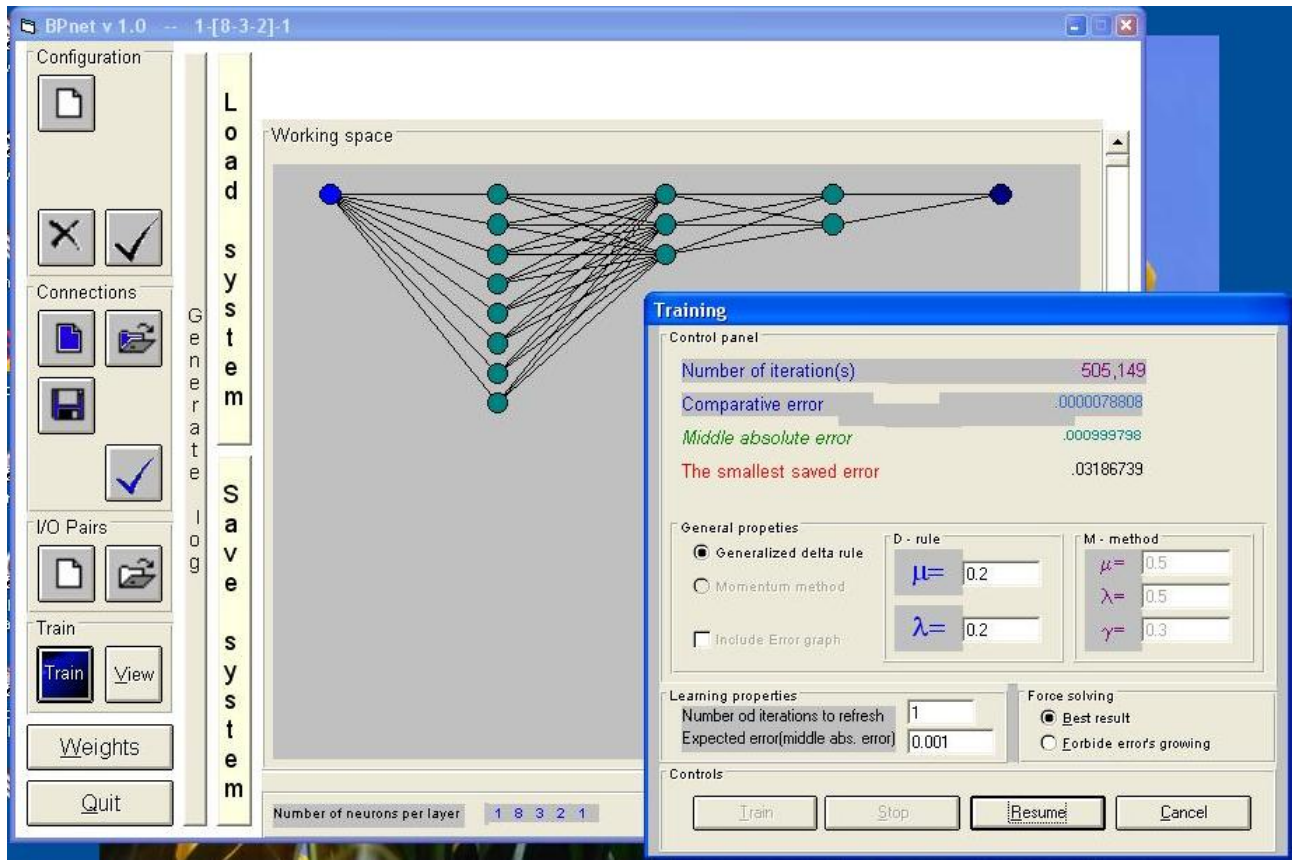 BPnet v 1.0 -- 1-[8-3-2]-1
Configuration
Connections
I/O Pairs
Train
Train
View
Weights
Quit
Generate log
Load system
Save system
Working space
Number of neurons per layer 1 8 3 2 1
Training
Control panel
Number of iteration(s) 505,149
Comparative error .0000078808
Middle absolute error .000999798
The smallest saved error .03186739
General propeties
Generalized delta rule
Momentum method
Include Error graph
D - rule
μ= 0.2
λ= 0.2
M - method
μ= 0.5
λ= 0.5
γ= 0.3
Learning properties
Number od iterations to refresh 1
Expected error(middle abs. error) 0.001
Force solving
Best result
Forbide error's growing
Controls
Train
Stop
Resume
Cancel